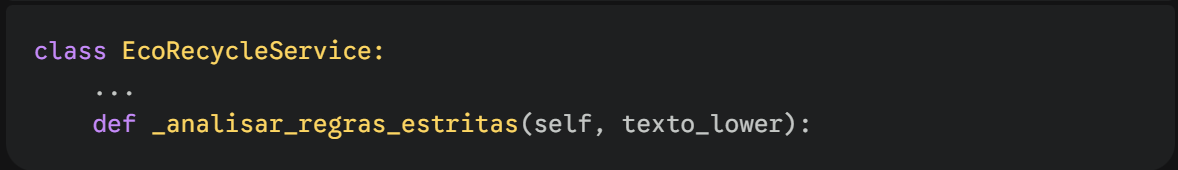 class EcoRecycleService:
    ...
    def _analisar_regras_estritas(self, texto_lower):